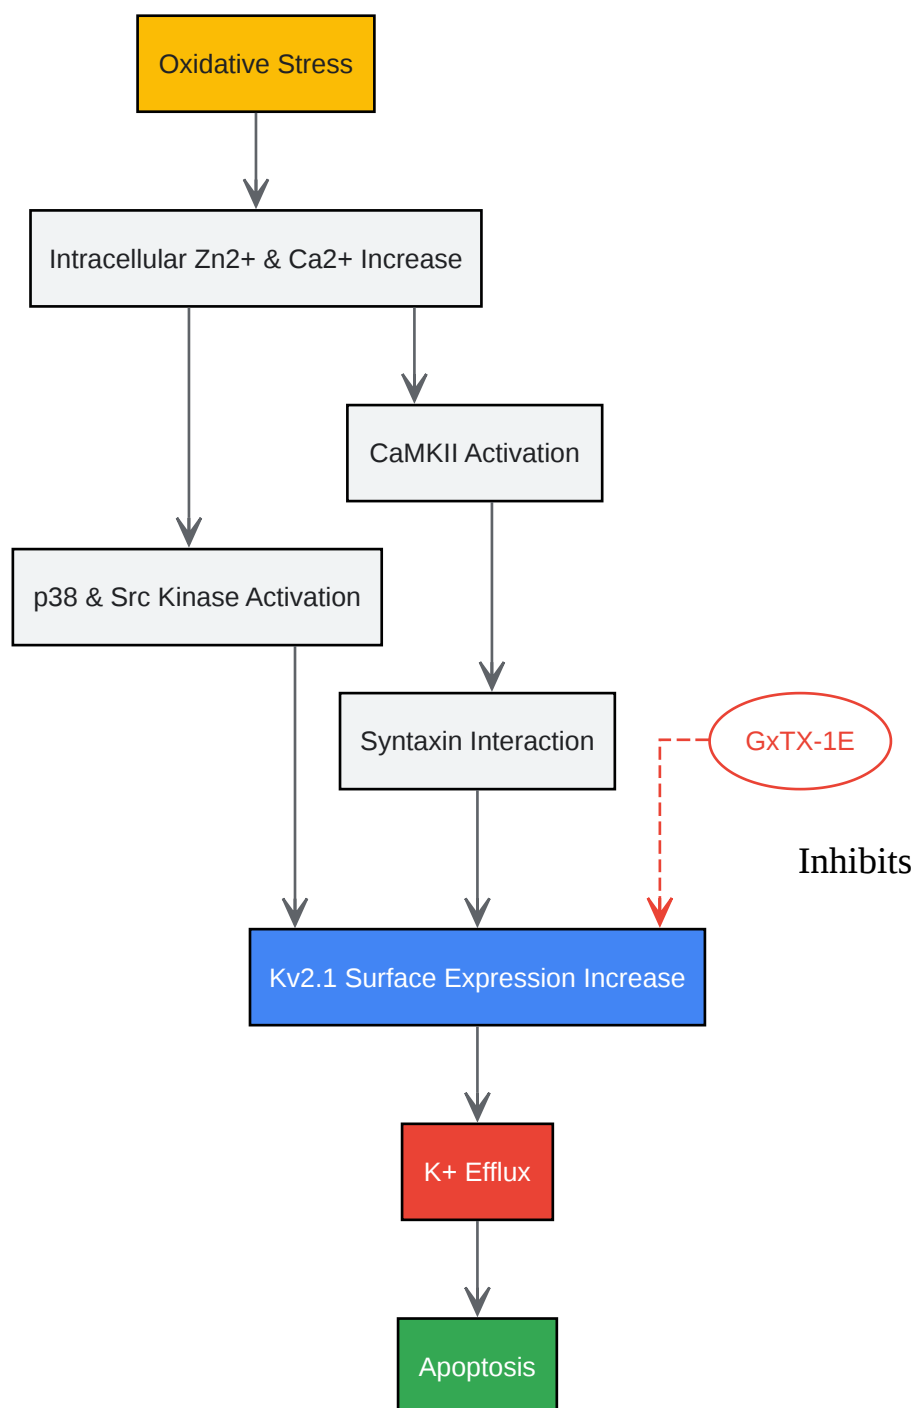 Oxidative Stress
Intracellular Zn2+ & Ca2+ Increase
CaMKII Activation
p38 & Src Kinase Activation
Syntaxin Interaction
GxTX-1E
Inhibits
Kv2.1 Surface Expression Increase
K+ Efflux
Apoptosis